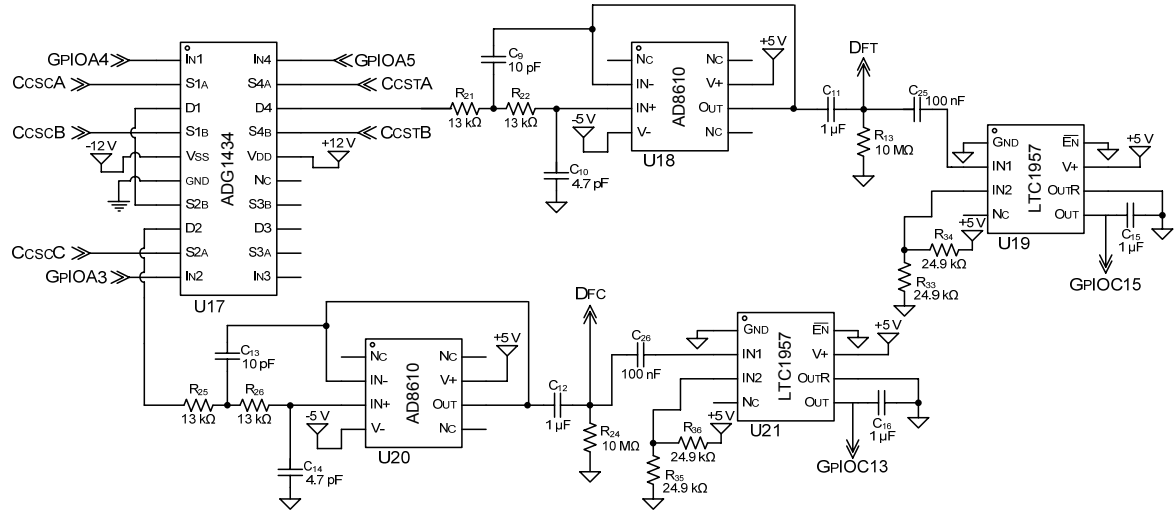 GPIOA4
IN1
IN4
GPIOA5
CCSCA
S1A
S4A
CCSTA
D1
D4
CCSCB
S1B
S4B
CCSTB
-12 V
VSS
VDD
+12 V
GND
NC
S2B
S3B
D2
D3
CCSCC
S2A
S3A
GPIOA3
IN2
IN3
ADG1434
U17
C9
10 pF
R21
13 kΩ
R22
13 kΩ
C10
4.7 pF
-5 V
NC
NC
+5 V
IN-
V+
IN+
OUT
V-
NC
AD8610
U18
C11
1 µF
DFT
R13
10 MΩ
C25
100 nF
GND
EN
+5 V
IN1
V+
IN2
OUTR
NC
OUT
LTC1957
U19
+5 V
R34
24.9 kΩ
R33
24.9 kΩ
C15
1 µF
GPIOC15
C13
10 pF
R25
13 kΩ
R26
13 kΩ
C14
4.7 pF
-5 V
NC
NC
+5 V
IN-
V+
IN+
OUT
V-
NC
AD8610
U20
C12
1 µF
DFC
R24
10 MΩ
C26
100 nF
GND
EN
+5 V
IN1
V+
IN2
OUTR
NC
OUT
LTC1957
U21
+5 V
R36
24.9 kΩ
R35
24.9 kΩ
C16
1 µF
GPIOC13